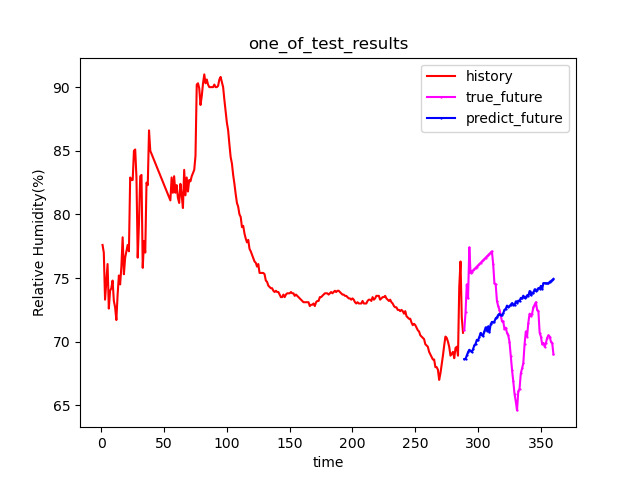 one_of_test_results
history
true_future
predict_future
Relative Humidity(%)
90
85
80
75
70
65
0
50
100
150
200
250
300
350
time